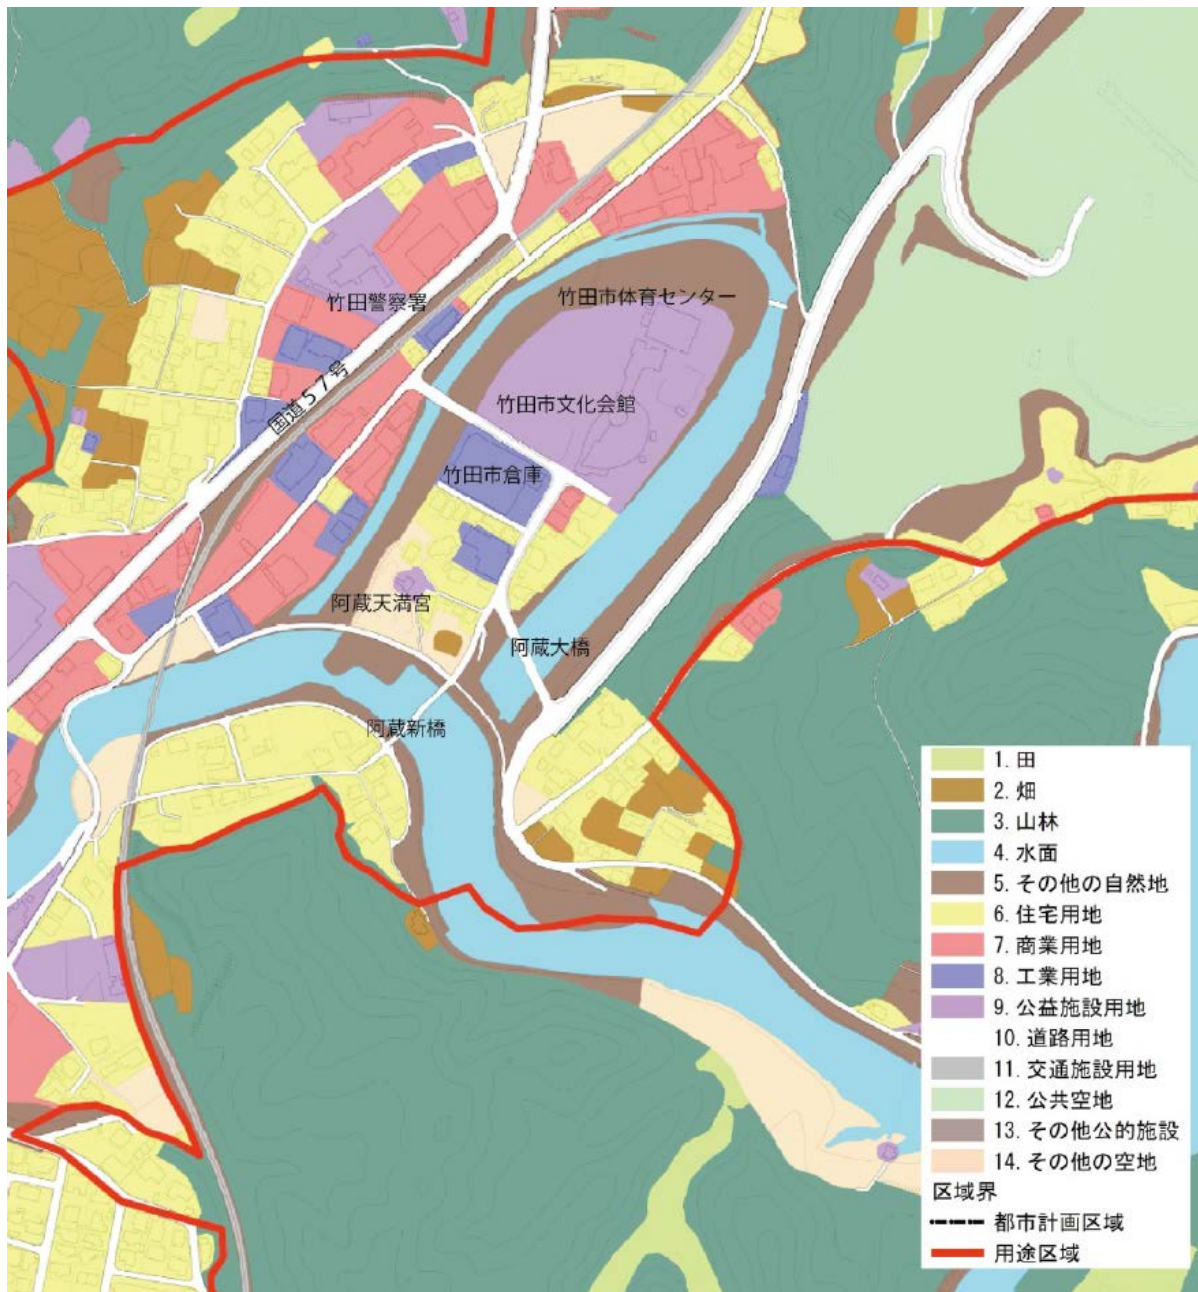 竹田市体育センター
竹田警察署
国道57号
竹田市文化会館
竹田市倉庫
阿蔵天満宮
阿蔵大橋
阿蔵新橋
1. 田
2. 畑
3. 山林
4. 水面
5. その他の自然地
6. 住宅用地
7. 商業用地
8. 工業用地
9. 公益施設用地
10. 道路用地
11. 交通施設用地
12. 公共空地
13. その他公的施設
14. その他の空地
区域界
都市計画区域
用途区域